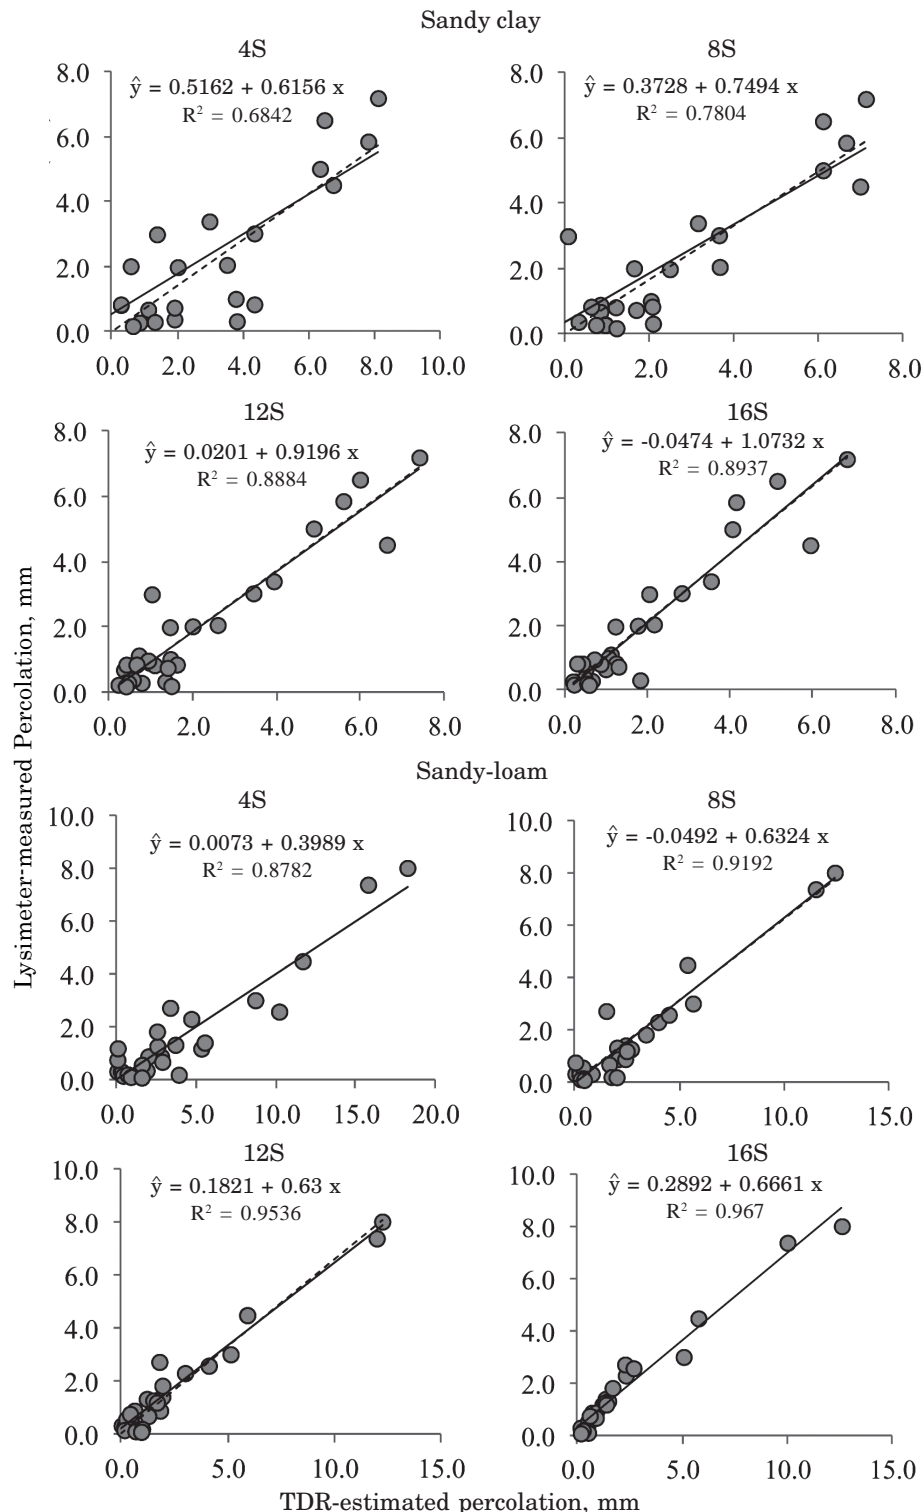 Sandy clay
4S
8S
8.0
6.0
4.0
2.0
0.0
ŷ = 0.5162 + 0.6156 x
R² = 0.6842
0.0 2.0 4.0 6.0 8.0 10.0
8.0
6.0
4.0
2.0
0.0
ŷ = 0.3728 + 0.7494 x
R² = 0.7804
0.0 2.0 4.0 6.0 8.0
12S
16S
8.0
6.0
4.0
2.0
0.0
ŷ = 0.0201 + 0.9196 x
R² = 0.8884
0.0 2.0 4.0 6.0 8.0
8.0
6.0
4.0
2.0
0.0
ŷ = -0.0474 + 1.0732 x
R² = 0.8937
0.0 2.0 4.0 6.0 8.0
Lysimeter-measured Percolation, mm
Sandy-loam
4S
8S
10.0
8.0
6.0
4.0
2.0
0.0
ŷ = 0.0073 + 0.3989 x
R² = 0.8782
0.0 5.0 10.0 15.0 20.0
10.0
8.0
6.0
4.0
2.0
0.0
ŷ = -0.0492 + 0.6324 x
R² = 0.9192
0.0 5.0 10.0 15.0
12S
16S
10.0
8.0
6.0
4.0
2.0
0.0
ŷ = 0.1821 + 0.63 x
R² = 0.9536
0.0 5.0 10.0 15.0
10.0
8.0
6.0
4.0
2.0
0.0
ŷ = 0.2892 + 0.6661 x
R² = 0.967
0.0 5.0 10.0 15.0
TDR-estimated percolation, mm